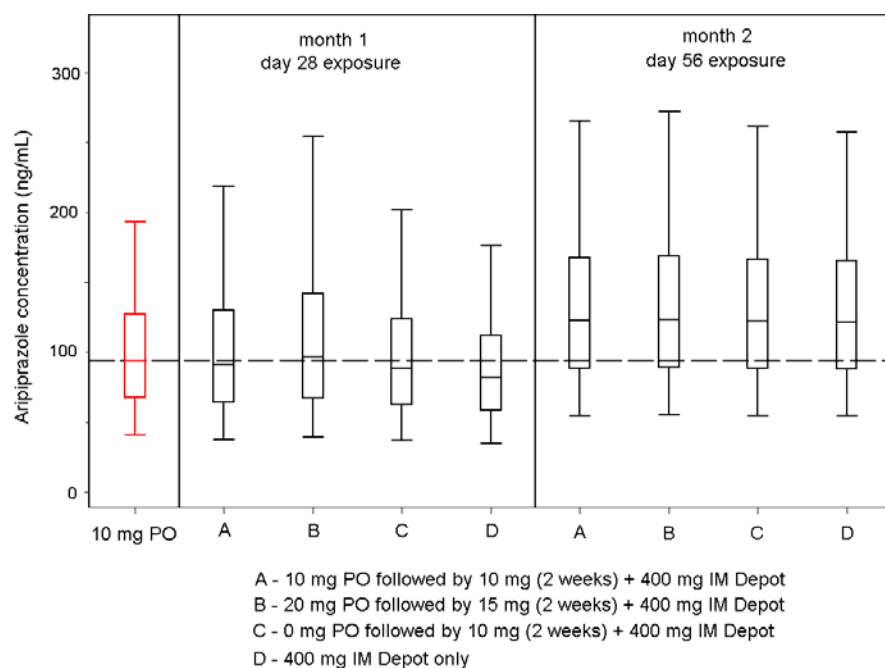 month 1
day 28 exposure
month 2
day 56 exposure
Aripiprazole concentration (ng/mL)
300
200
100
0
10 mg PO
A
B
C
D
A
B
C
D
A - 10 mg PO followed by 10 mg (2 weeks) + 400 mg IM Depot
B - 20 mg PO followed by 15 mg (2 weeks) + 400 mg IM Depot
C - 0 mg PO followed by 10 mg (2 weeks) + 400 mg IM Depot
D - 400 mg IM Depot only